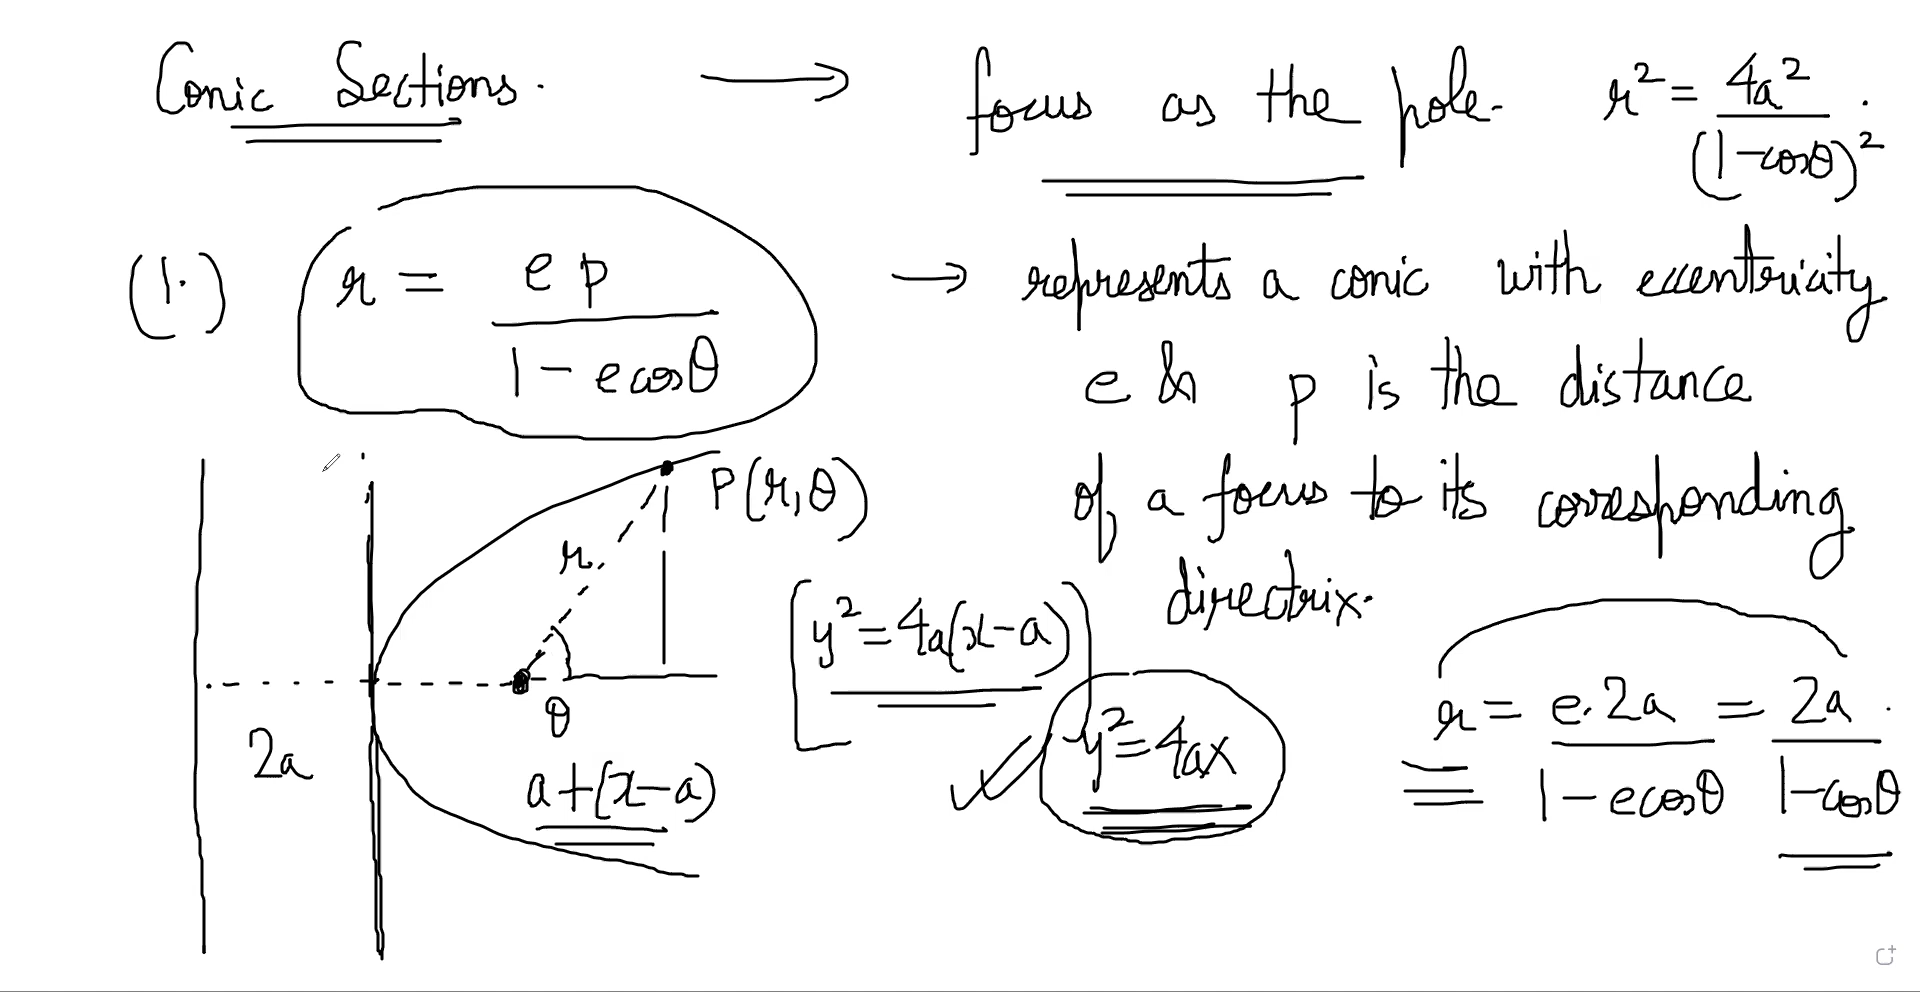 Conic Sections. → focus as the pole. r² = 4a² / (1-cosθ)².
(1.) r = e p / 1 - e cosθ → represents a conic with eccentricity
e & p is the distance
of a focus to its corresponding
directrix.
P(r, θ)
r.
θ
2a
a+(x-a)
y² = 4a(x-a)
y² = 4ax
r = e.2a / 1 - e cosθ = 2a / 1-cosθ.